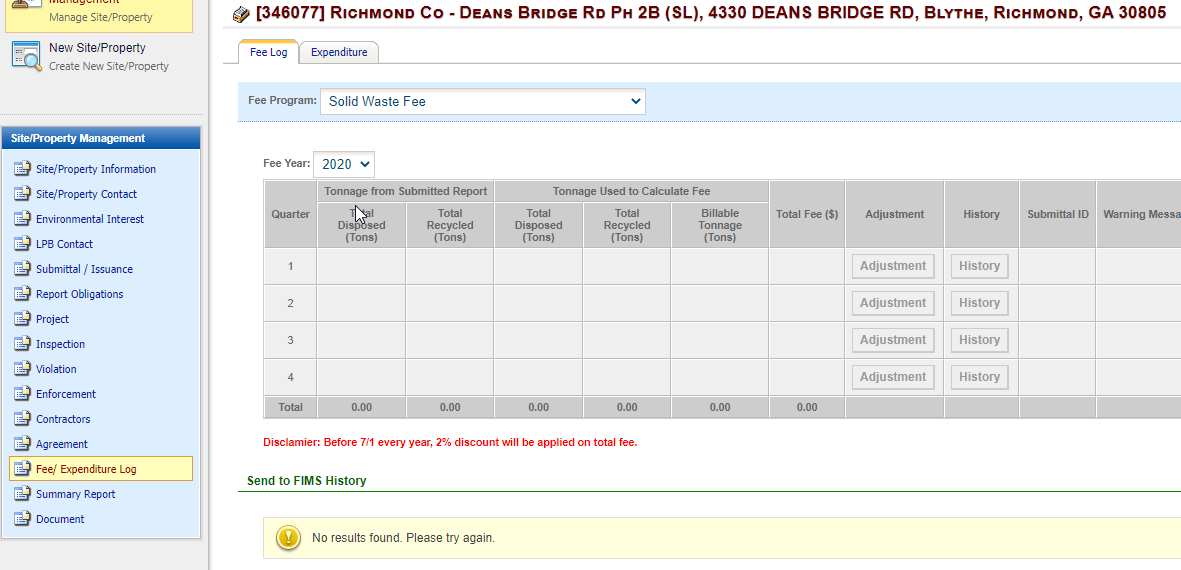 Management
Manage Site/Property
New Site/Property
Create New Site/Property
Site/Property Management
Site/Property Information
Site/Property Contact
Environmental Interest
LPB Contact
Submittal / Issuance
Report Obligations
Project
Inspection
Violation
Enforcement
Contractors
Agreement
Fee/ Expenditure Log
Summary Report
Document
[346077] Richmond Co - Deans Bridge Rd Ph 2B (SL), 4330 DEANS BRIDGE RD, Blythe, Richmond, GA 30805
Fee Log Expenditure
Fee Program: Solid Waste Fee
Fee Year: 2020
Tonnage from Submitted Report Tonnage Used to Calculate Fee
Quarter Total Disposed (Tons) Total Recycled (Tons) Total Disposed (Tons) Total Recycled (Tons) Billable Tonnage (Tons) Total Fee ($) Adjustment History Submittal ID Warning Messa
1 Adjustment History
2 Adjustment History
3 Adjustment History
4 Adjustment History
Total 0.00 0.00 0.00 0.00 0.00 0.00
Disclamier: Before 7/1 every year, 2% discount will be applied on total fee.
Send to FIMS History
No results found. Please try again.